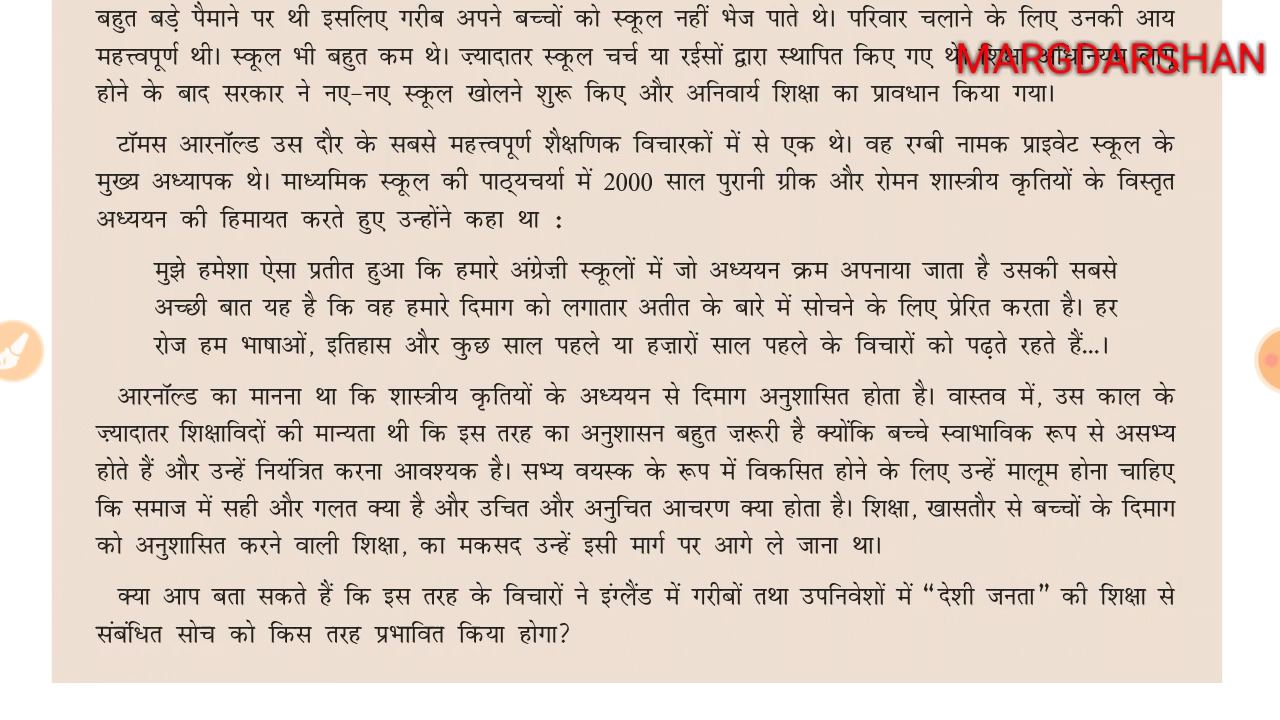 बहुत बड़े पैमाने पर थी इसलिए गरीब अपने बच्चों को स्कूल नहीं भेज पाते थे। परिवार चलाने के लिए उनकी आय
महत्त्वपूर्ण थी। स्कूल भी बहुत कम थे। ज़्यादातर स्कूल चर्च या रईसों द्वारा स्थापित किए गए थे। शिक्षा अधिनियम लागू
MARGDARSHAN
होने के बाद सरकार ने नए-नए स्कूल खोलने शुरू किए और अनिवार्य शिक्षा का प्रावधान किया गया।
टॉमस आरनॉल्ड उस दौर के सबसे महत्त्वपूर्ण शैक्षणिक विचारकों में से एक थे। वह रग्बी नामक प्राइवेट स्कूल के
मुख्य अध्यापक थे। माध्यमिक स्कूल की पाठ्यचर्या में 2000 साल पुरानी ग्रीक और रोमन शास्त्रीय कृतियों के विस्तृत
अध्ययन की हिमायत करते हुए उन्होंने कहा था :
मुझे हमेशा ऐसा प्रतीत हुआ कि हमारे अंग्रेज़ी स्कूलों में जो अध्ययन क्रम अपनाया जाता है उसकी सबसे
अच्छी बात यह है कि वह हमारे दिमाग को लगातार अतीत के बारे में सोचने के लिए प्रेरित करता है। हर
रोज हम भाषाओं, इतिहास और कुछ साल पहले या हज़ारों साल पहले के विचारों को पढ़ते रहते हैं...।
आरनॉल्ड का मानना था कि शास्त्रीय कृतियों के अध्ययन से दिमाग अनुशासित होता है। वास्तव में, उस काल के
ज़्यादातर शिक्षाविदों की मान्यता थी कि इस तरह का अनुशासन बहुत ज़रूरी है क्योंकि बच्चे स्वाभाविक रूप से असभ्य
होते हैं और उन्हें नियंत्रित करना आवश्यक है। सभ्य वयस्क के रूप में विकसित होने के लिए उन्हें मालूम होना चाहिए
कि समाज में सही और गलत क्या है और उचित और अनुचित आचरण क्या होता है। शिक्षा, खासतौर से बच्चों के दिमाग
को अनुशासित करने वाली शिक्षा, का मकसद उन्हें इसी मार्ग पर आगे ले जाना था।
क्या आप बता सकते हैं कि इस तरह के विचारों ने इंग्लैंड में गरीबों तथा उपनिवेशों में “देशी जनता” की शिक्षा से
संबंधित सोच को किस तरह प्रभावित किया होगा?